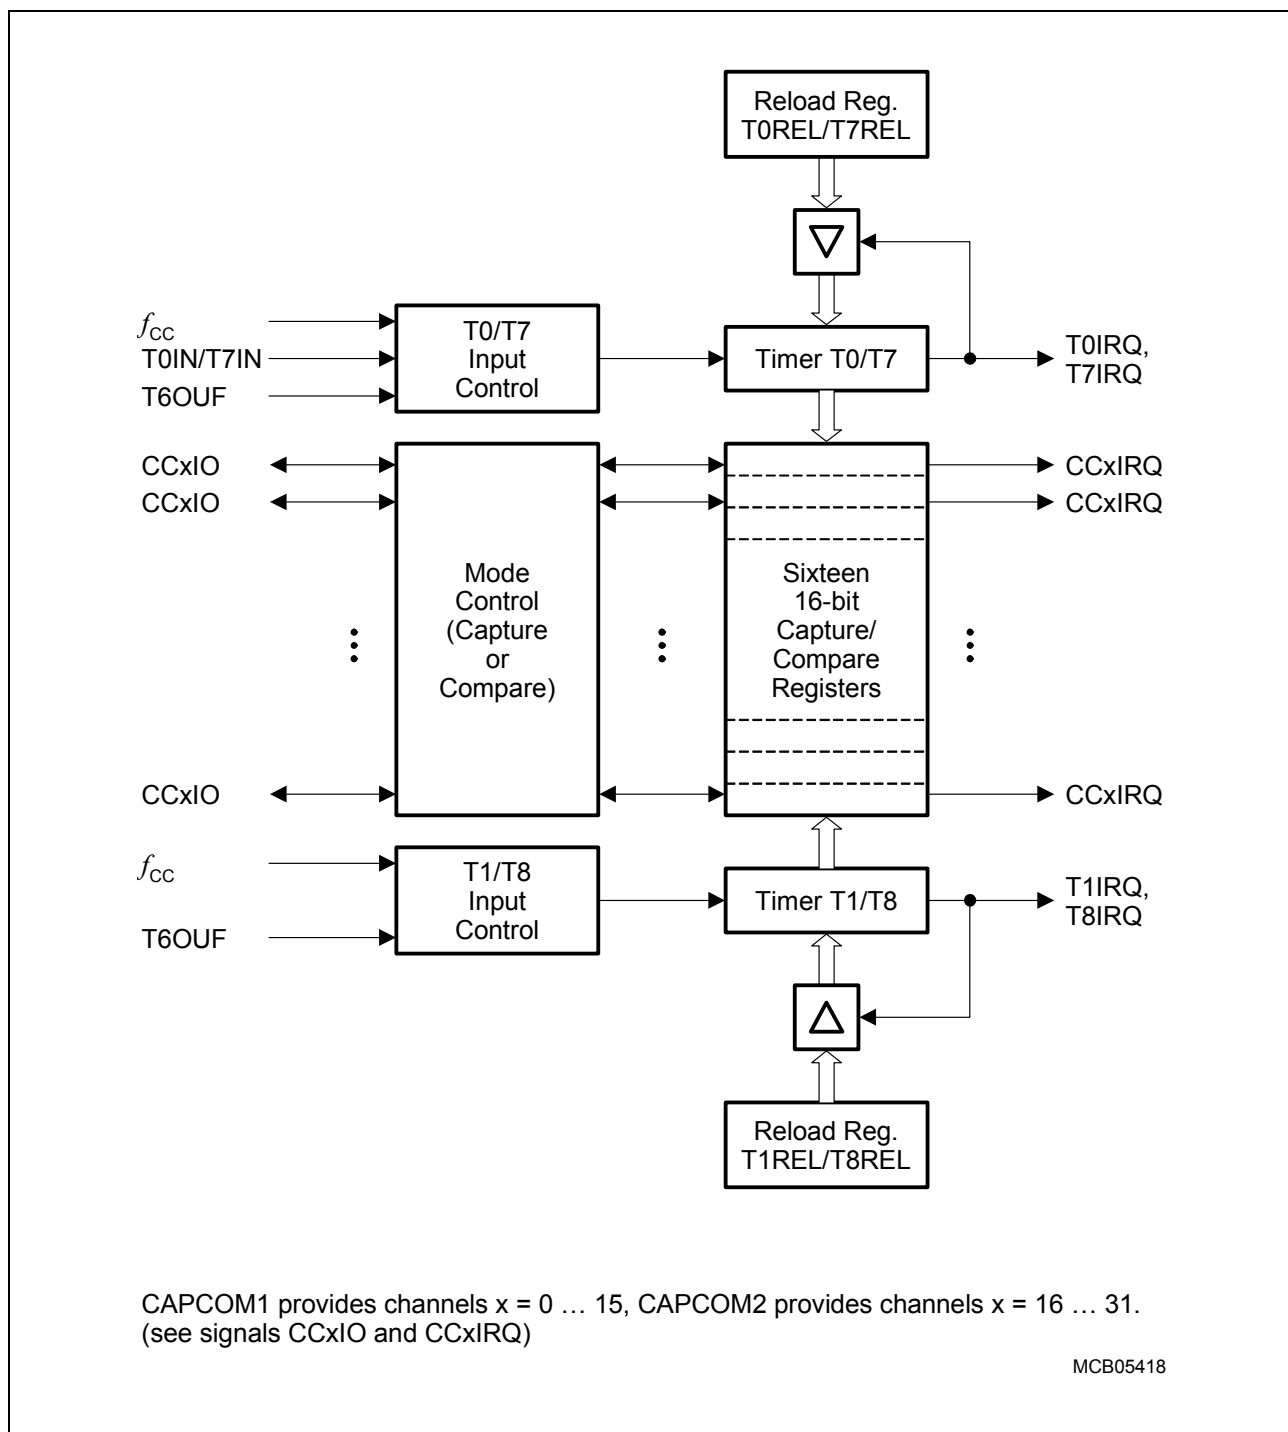 Reload Reg.
T0REL/T7REL
fCC
T0IN/T7IN
T6OUF
T0/T7
Input
Control
Timer T0/T7
T0IRQ,
T7IRQ
CCxIO
CCxIO
CCxIO
Mode
Control
(Capture
or
Compare)
Sixteen
16-bit
Capture/
Compare
Registers
CCxIRQ
CCxIRQ
CCxIRQ
fCC
T6OUF
T1/T8
Input
Control
Timer T1/T8
T1IRQ,
T8IRQ
Reload Reg.
T1REL/T8REL
CAPCOM1 provides channels x = 0 … 15, CAPCOM2 provides channels x = 16 … 31.
(see signals CCxIO and CCxIRQ)
MCB05418